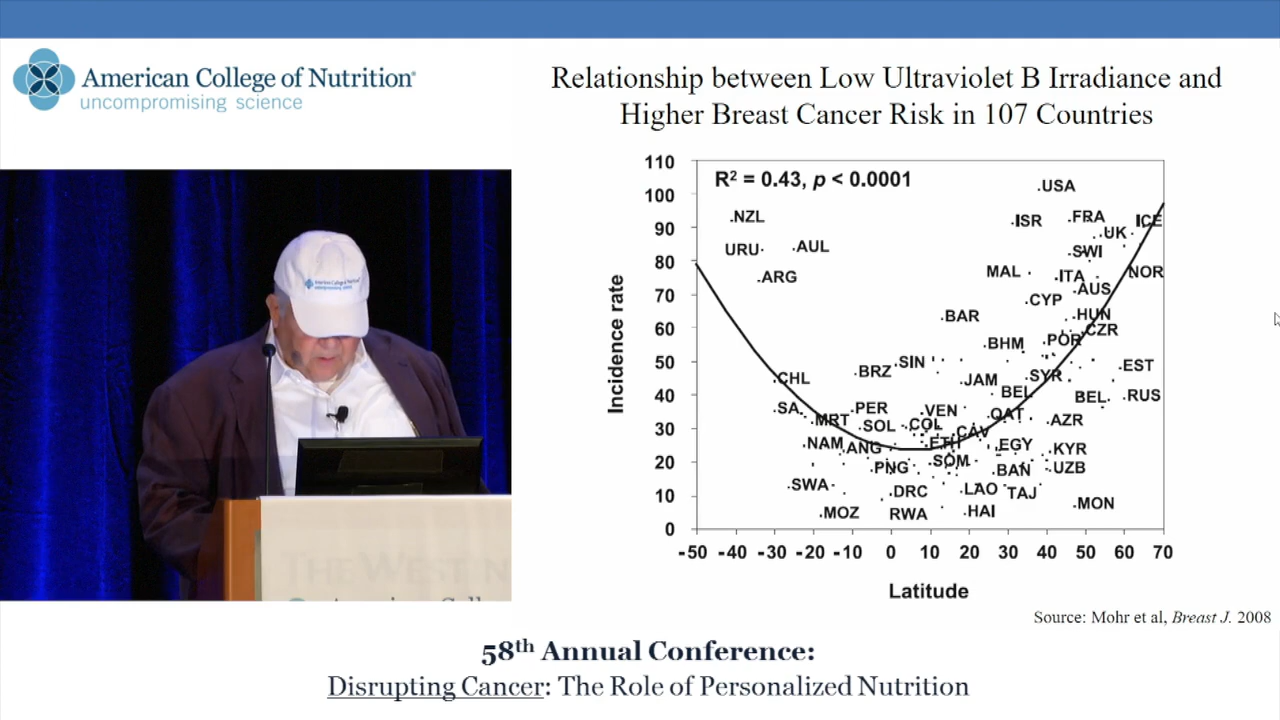 American College of Nutrition®
uncompromising science
Relationship between Low Ultraviolet B Irradiance and
Higher Breast Cancer Risk in 107 Countries
R² = 0.43, p < 0.0001
Incidence rate
110
100
90
80
70
60
50
40
30
20
10
0
USA
NZL
ISR
FRA
ICE
UK
URU
AUL
SWI
ARG
MAL
ITA
NOR
AUS
CYP
BAR
HUN
CZR
BHM
POR
SIN
EST
BRZ
CHL
JAM
SYR
BEL
BEL
RUS
SA
PER
VEN
QAT
MRT
SOL
COL
AZR
CAV
NAM
ANG
ETH
EGY
KYR
PNG
SOM
BAN
UZB
SWA
DRC
LAO
TAJ
MON
MOZ
RWA
HAI
-50 -40 -30 -20 -10 0 10 20 30 40 50 60 70
Latitude
Source: Mohr et al, Breast J. 2008
American College of Nutrition
THE WESTIN
58th Annual Conference:
Disrupting Cancer: The Role of Personalized Nutrition